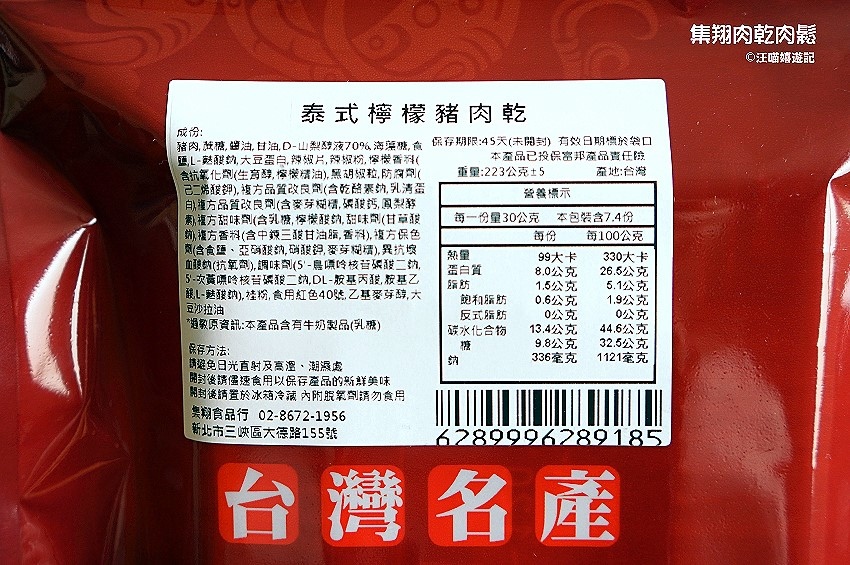 集翔肉乾肉鬆
©汪喵嬉遊記
泰式檸檬豬肉乾
成份:
豬肉,蔗糖,醬油,甘油,D-山梨醇液70%,海藻糖,食
鹽,L-麩酸鈉,大豆蛋白,辣椒片,辣椒粉,檸檬香料(
含抗氧化劑(生育醇,檸檬精油),黑胡椒粒,防腐劑(
己二烯酸鉀),複方品質改良劑(含乾酪素鈉,乳清蛋
白),複方品質改良劑(含麥芽糊精,磷酸鈣,鳳梨酵
素),複方甜味劑(含乳糖,檸檬酸鈉,甜味劑(甘草酸
鈉),複方香料(含中鏈三酸甘油脂,香料),複方保色
劑(含食鹽、亞硝酸鈉,硝酸鉀,麥芽糊精),異抗壞
血酸鈉(抗氧劑),調味劑(5'-鳥嘌呤核苷磷酸二鈉,
5'-次黃嘌呤核苷磷酸二鈉,DL-胺基丙酸,胺基乙
酸,L-麩酸鈉),桂粉,食用紅色40號,乙基麥芽醇,大
豆沙拉油
*過敏原資訊:本產品含有牛奶製品(乳糖)
保存方法:
請避免日光直射及高溫、潮濕處
開封後請儘速食用以保存產品的新鮮美味
開封後請置於冰箱冷藏 內附脫氧劑請勿食用
集翔食品行 02-8672-1956
新北市三峽區大德路155號
保存期限:45天(未開封) 有效日期標於袋口
本產品已投保富邦產品責任險
重量:223公克±5 產地:台灣
營養標示
每一份量30公克 本包裝含7.4份
每份 每100公克
熱量 99大卡 330大卡
蛋白質 8.0公克 26.5公克
脂肪 1.5公克 5.1公克
飽和脂肪 0.6公克 1.9公克
反式脂肪 0公克 0公克
碳水化合物 13.4公克 44.6公克
糖 9.8公克 32.5公克
鈉 336毫克 1121毫克
6289996289185
台灣名產